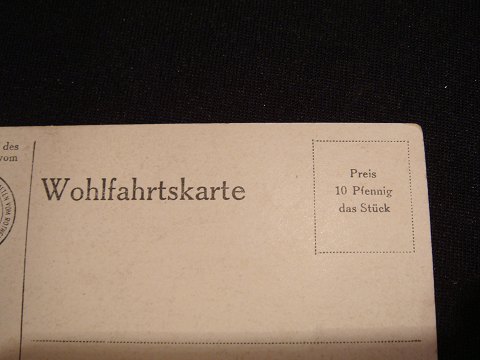 des
vom
Wohlfahrtskarte
Preis
10 Pfennig
das Stück